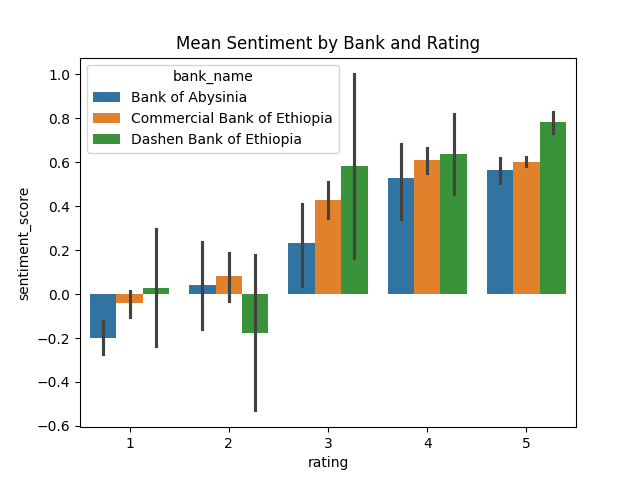 Mean Sentiment by Bank and Rating
bank_name
Bank of Abysinia
Commercial Bank of Ethiopia
Dashen Bank of Ethiopia
sentiment_score
1.0
0.8
0.6
0.4
0.2
0.0
−0.2
−0.4
−0.6
1 2 3 4 5
rating